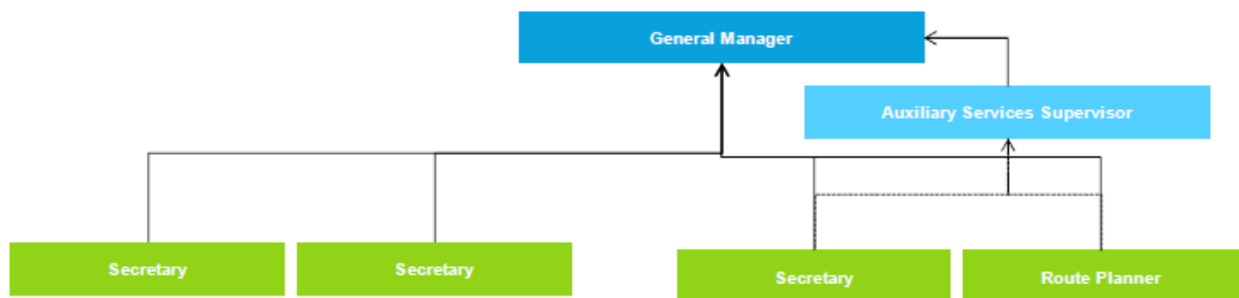 General Manager
Auxiliary Services Supervisor
Secretary
Secretary
Secretary
Route Planner